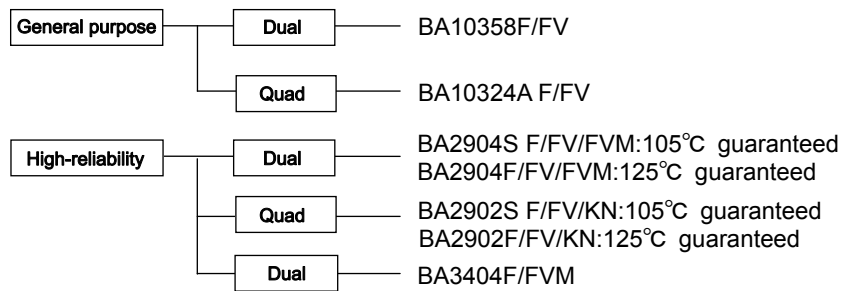 General purpose
Dual
BA10358F/FV
Quad
BA10324A F/FV
High-reliability
Dual
BA2904S F/FV/FVM:105℃ guaranteed
BA2904F/FV/FVM:125℃ guaranteed
Quad
BA2902S F/FV/KN:105℃ guaranteed
BA2902F/FV/KN:125℃ guaranteed
Dual
BA3404F/FVM